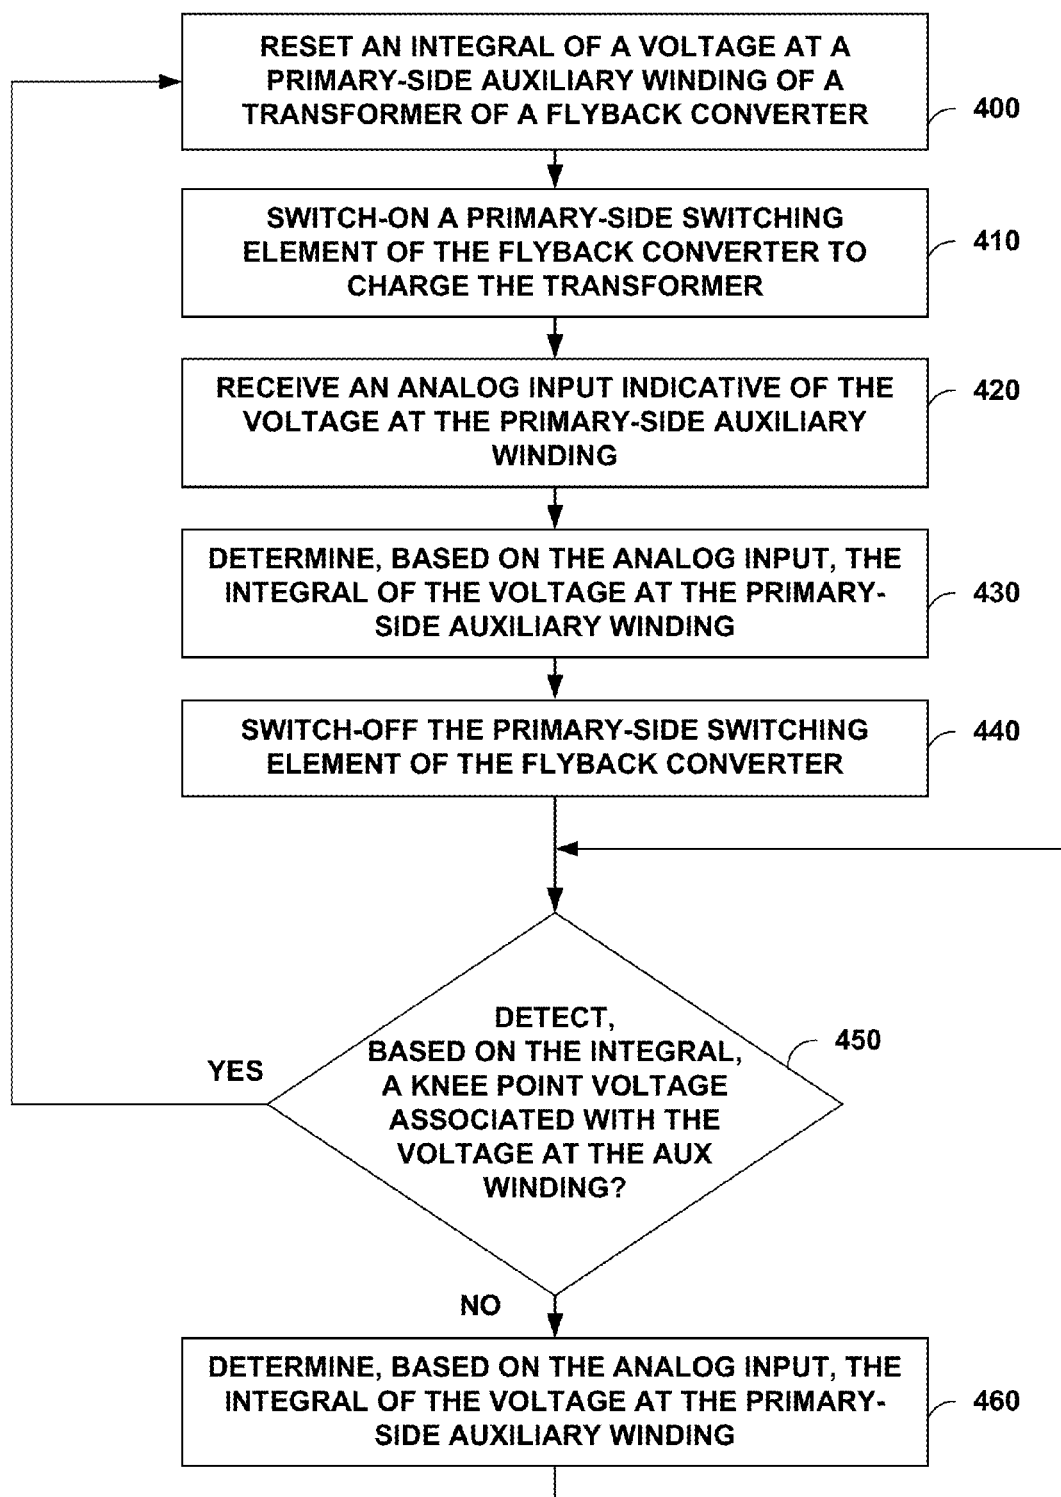 RESET AN INTEGRAL OF A VOLTAGE AT A
PRIMARY-SIDE AUXILIARY WINDING OF A
TRANSFORMER OF A FLYBACK CONVERTER
400
SWITCH-ON A PRIMARY-SIDE SWITCHING
ELEMENT OF THE FLYBACK CONVERTER TO
CHARGE THE TRANSFORMER
410
RECEIVE AN ANALOG INPUT INDICATIVE OF THE
VOLTAGE AT THE PRIMARY-SIDE AUXILIARY
WINDING
420
DETERMINE, BASED ON THE ANALOG INPUT, THE
INTEGRAL OF THE VOLTAGE AT THE PRIMARY-
SIDE AUXILIARY WINDING
430
SWITCH-OFF THE PRIMARY-SIDE SWITCHING
ELEMENT OF THE FLYBACK CONVERTER
440
DETECT,
BASED ON THE INTEGRAL,
A KNEE POINT VOLTAGE
ASSOCIATED WITH THE
VOLTAGE AT THE AUX
WINDING?
450
YES
NO
DETERMINE, BASED ON THE ANALOG INPUT, THE
INTEGRAL OF THE VOLTAGE AT THE PRIMARY-
SIDE AUXILIARY WINDING
460